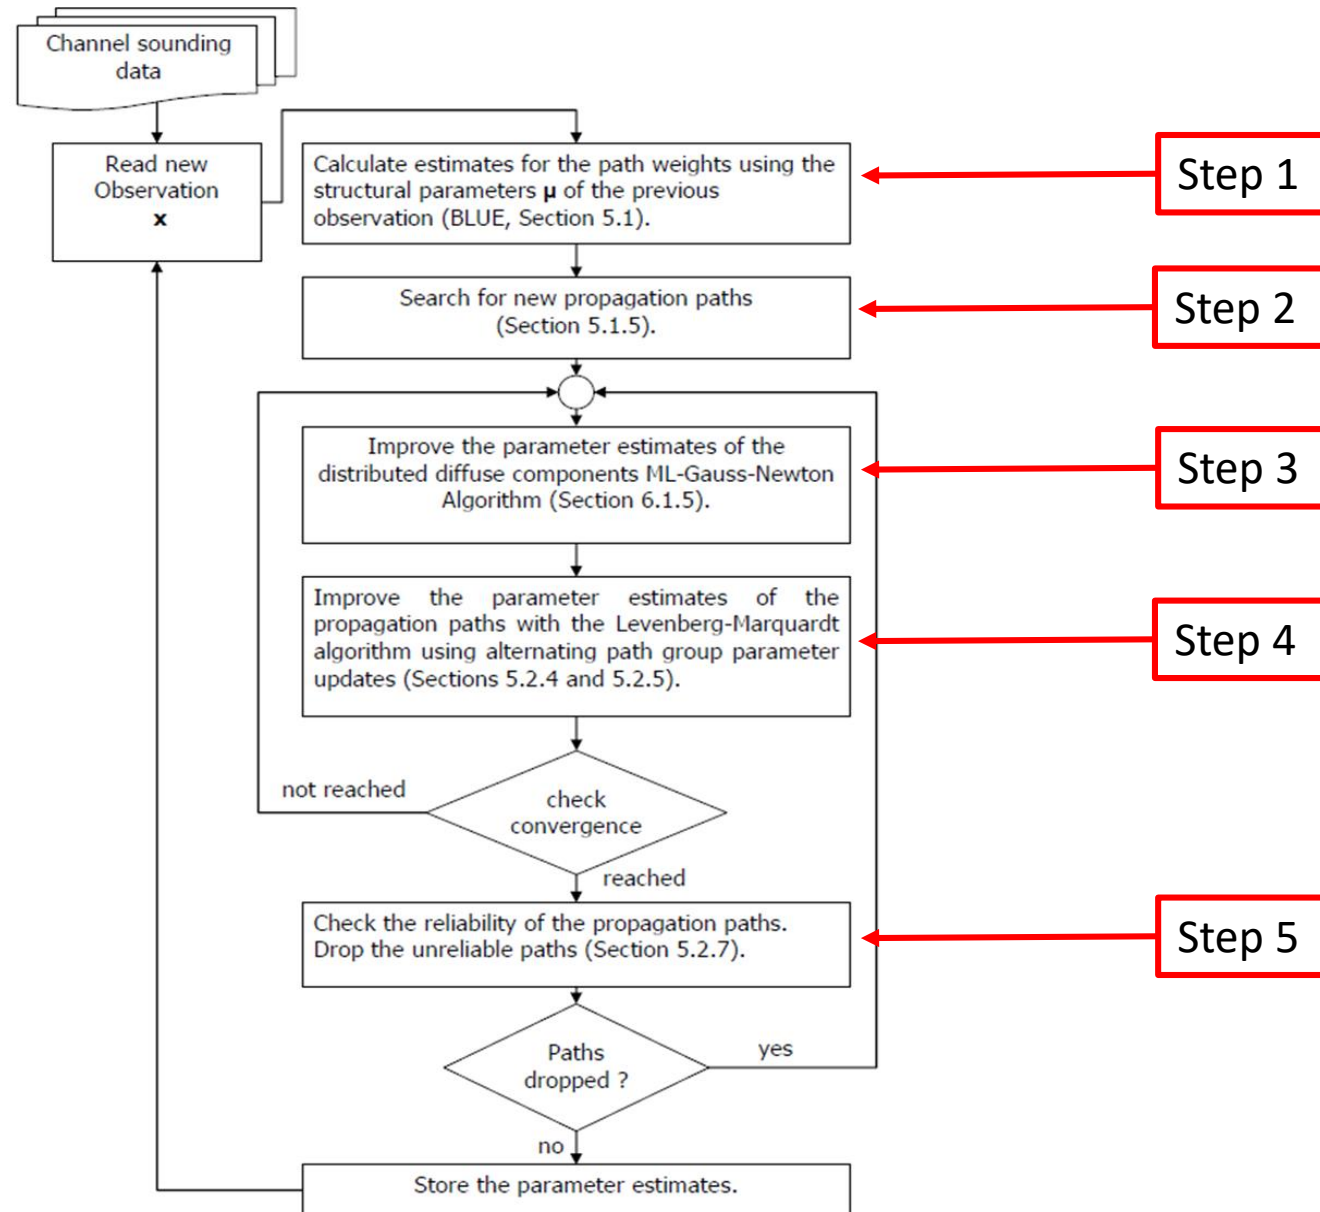 Channel sounding
data
Read new
Observation
x
Calculate estimates for the path weights using the
structural parameters μ of the previous
observation (BLUE, Section 5.1).
Step 1
Search for new propagation paths
(Section 5.1.5).
Step 2
Improve the parameter estimates of the
distributed diffuse components ML-Gauss-Newton
Algorithm (Section 6.1.5).
Step 3
Improve the parameter estimates of the
propagation paths with the Levenberg-Marquardt
algorithm using alternating path group parameter
updates (Sections 5.2.4 and 5.2.5).
Step 4
not reached
check
convergence
reached
Check the reliability of the propagation paths.
Drop the unreliable paths (Section 5.2.7).
Step 5
Paths
dropped ?
yes
no
Store the parameter estimates.